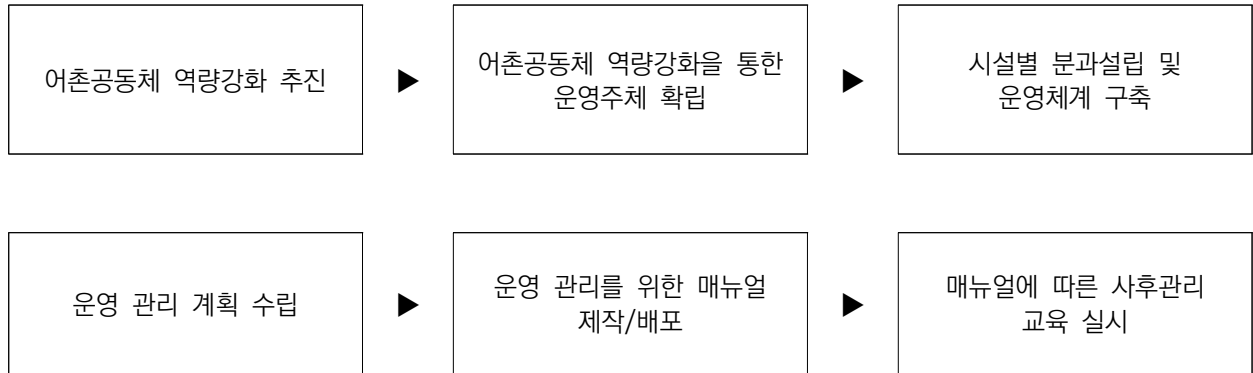 어촌공동체 역량강화 추진
▶
어촌공동체 역량강화을 통한
운영주체 확립
▶
시설별 분과설립 및
운영체계 구축
운영 관리 계획 수립
▶
운영 관리를 위한 매뉴얼
제작/배포
▶
매뉴얼에 따른 사후관리
교육 실시